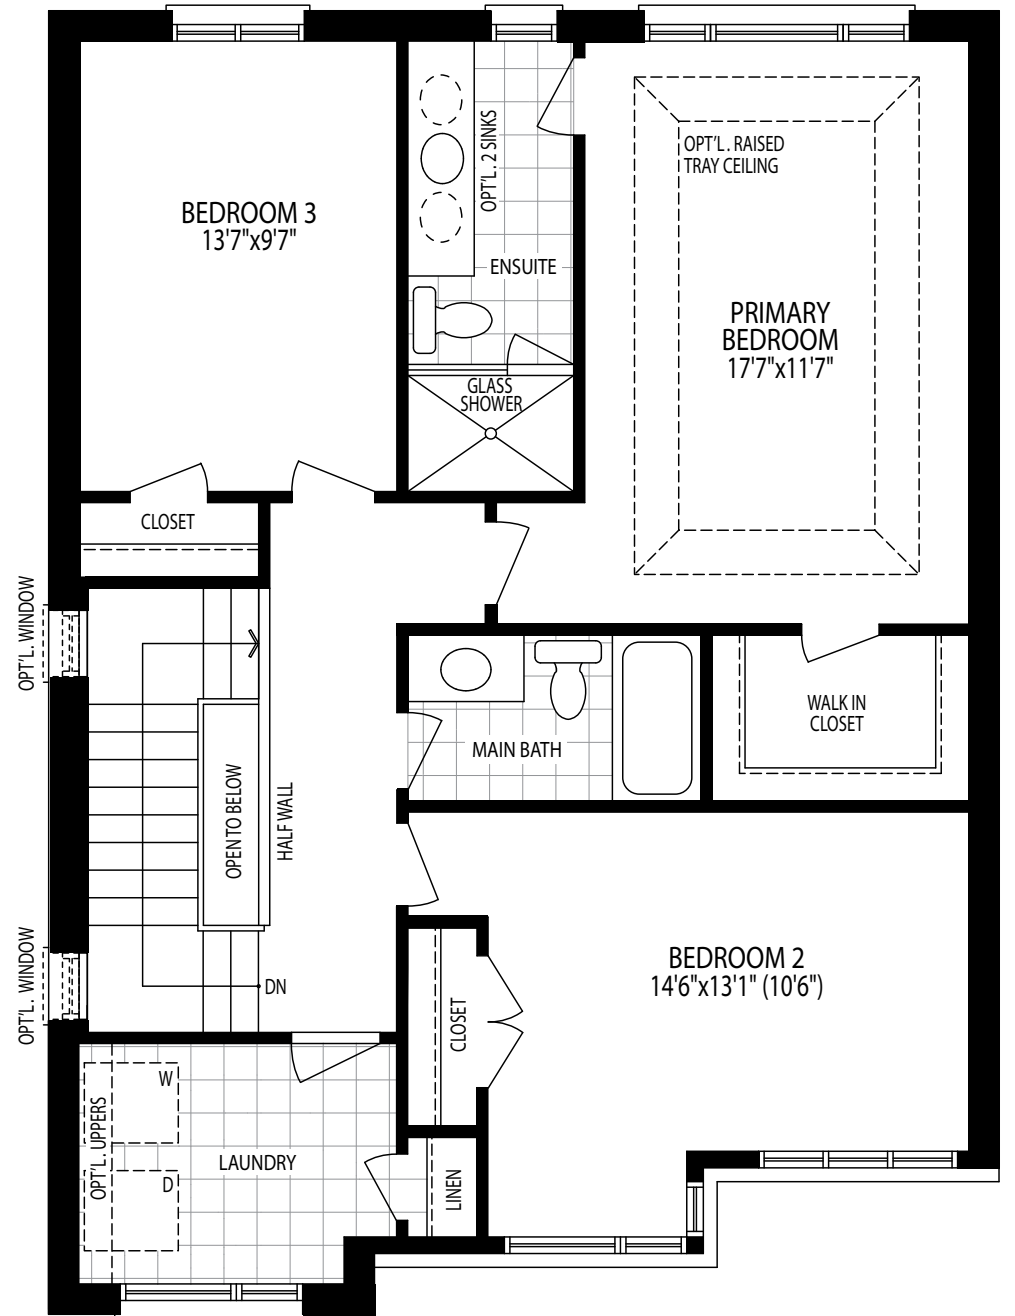 BEDROOM 3
13'7"x9'7"
OPT'L. 2 SINKS
ENSUITE
GLASS
SHOWER
OPT'L. RAISED
TRAY CEILING
PRIMARY
BEDROOM
17'7"x11'7"
CLOSET
OPT'L. WINDOW
OPEN TO BELOW
HALF WALL
MAIN BATH
WALK IN
CLOSET
OPT'L. WINDOW
DN
BEDROOM 2
14'6"x13'1" (10'6")
CLOSET
W
OPT'L. UPPERS
D
LAUNDRY
LINEN